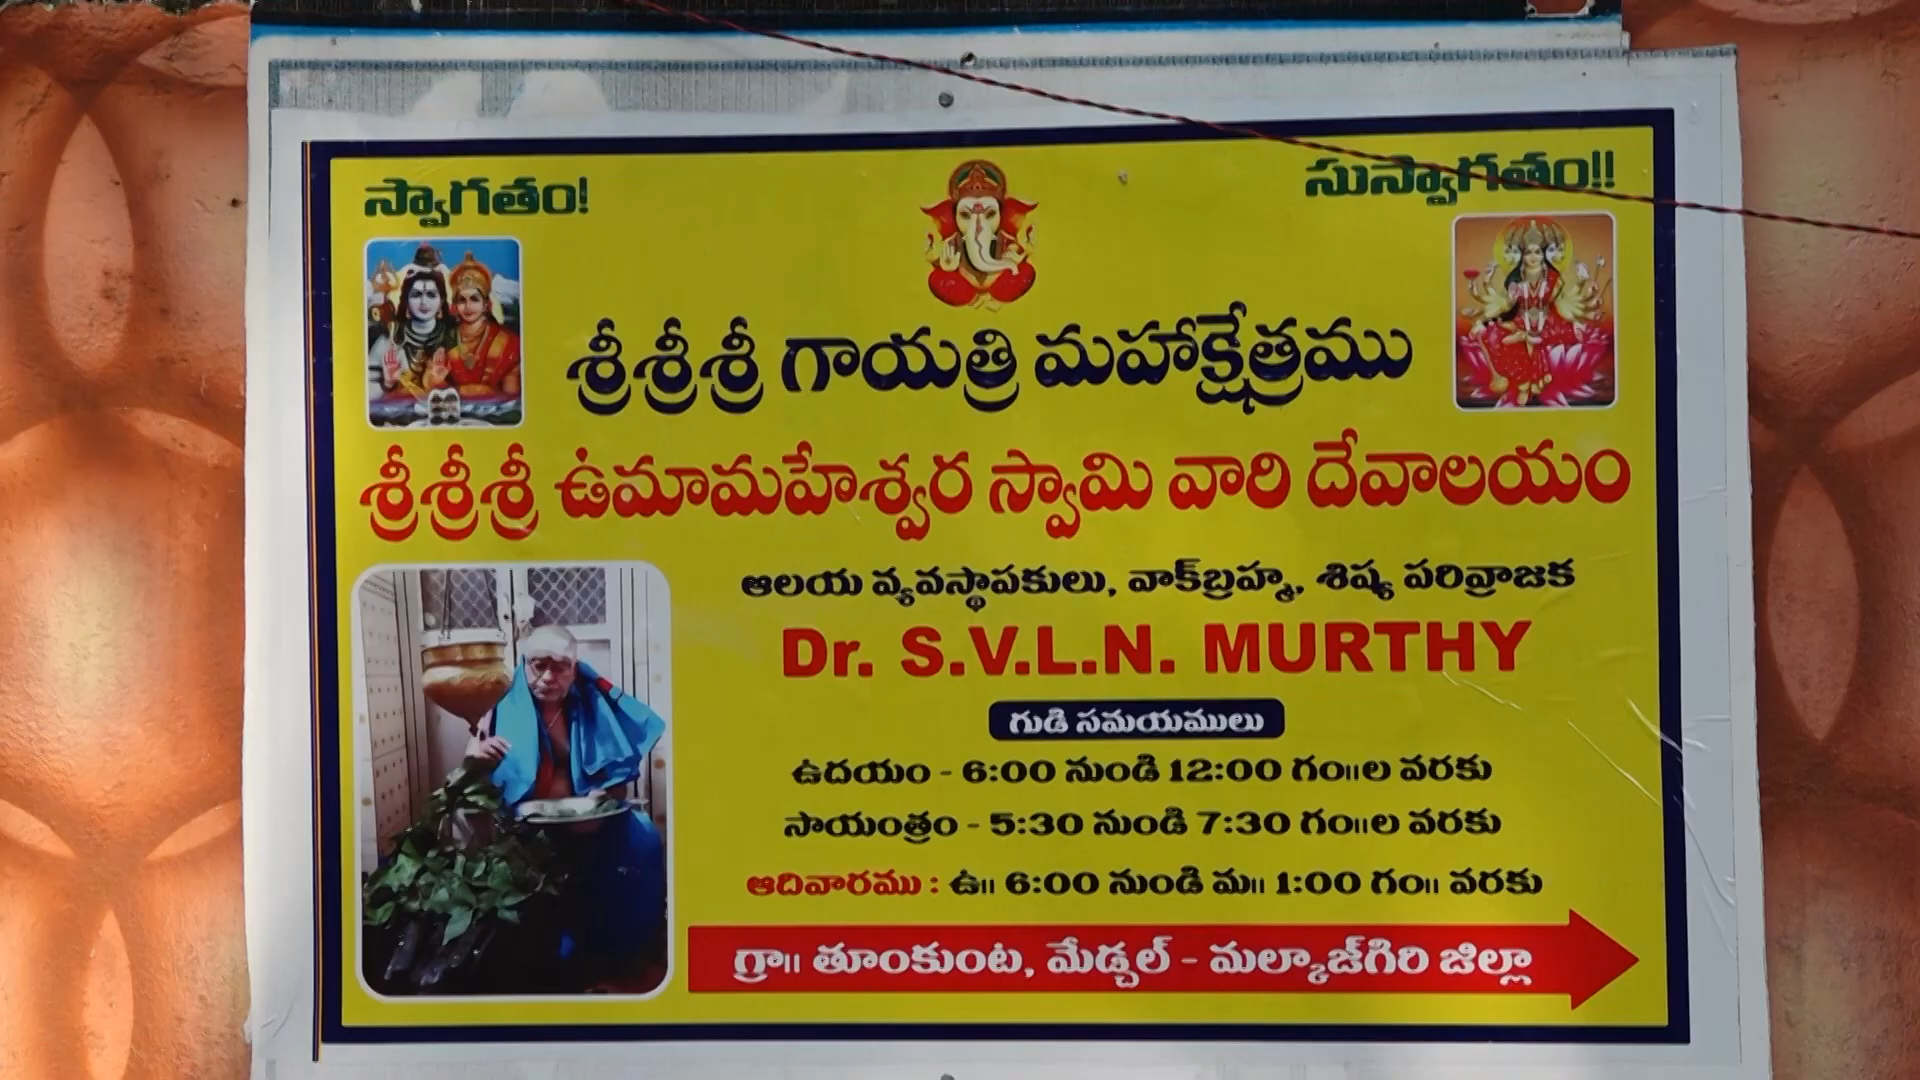 స్వాగతం!
సుస్వాగతం!!
శ్రీశ్రీశ్రీ గాయత్రి మహాక్షేత్రము
శ్రీశ్రీశ్రీ ఉమామహేశ్వర స్వామి వారి దేవాలయం
ఆలయ వ్యవస్థాపకులు, వాక్‌బ్రహ్మ, శిష్య పరివ్రాజక
Dr. S.V.L.N. MURTHY
గుడి సమయములు
ఉదయం - 6:00 నుండి 12:00 గం॥ల వరకు
సాయంత్రం - 5:30 నుండి 7:30 గం॥ల వరకు
ఆదివారము : ఉ॥ 6:00 నుండి మ॥ 1:00 గం॥ వరకు
గ్రా॥ తూంకుంట, మేడ్చల్ - మల్కాజ్‌గిరి జిల్లా